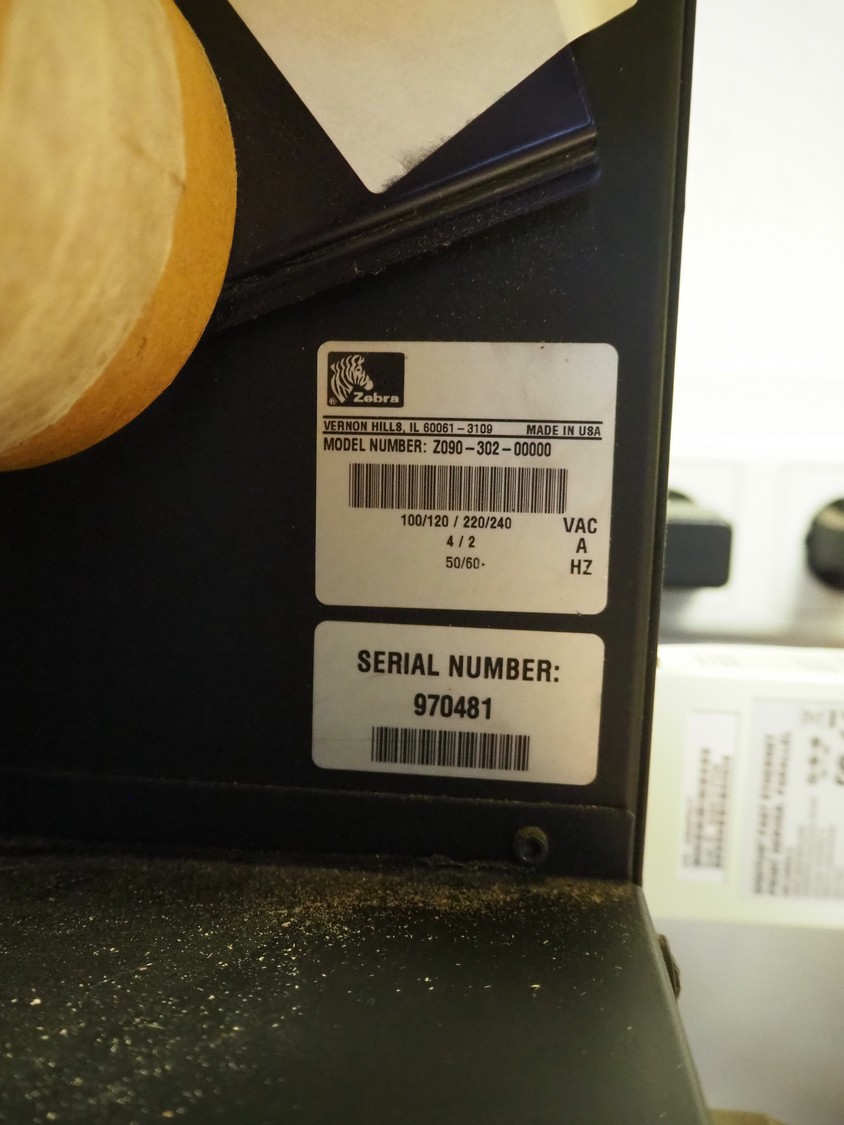 Zebra
VERNON HILLS, IL 60061-3109 MADE IN USA
MODEL NUMBER: Z090-302-00000
100/120 / 220/240 VAC
4 / 2 A
50/60 HZ
SERIAL NUMBER:
970481